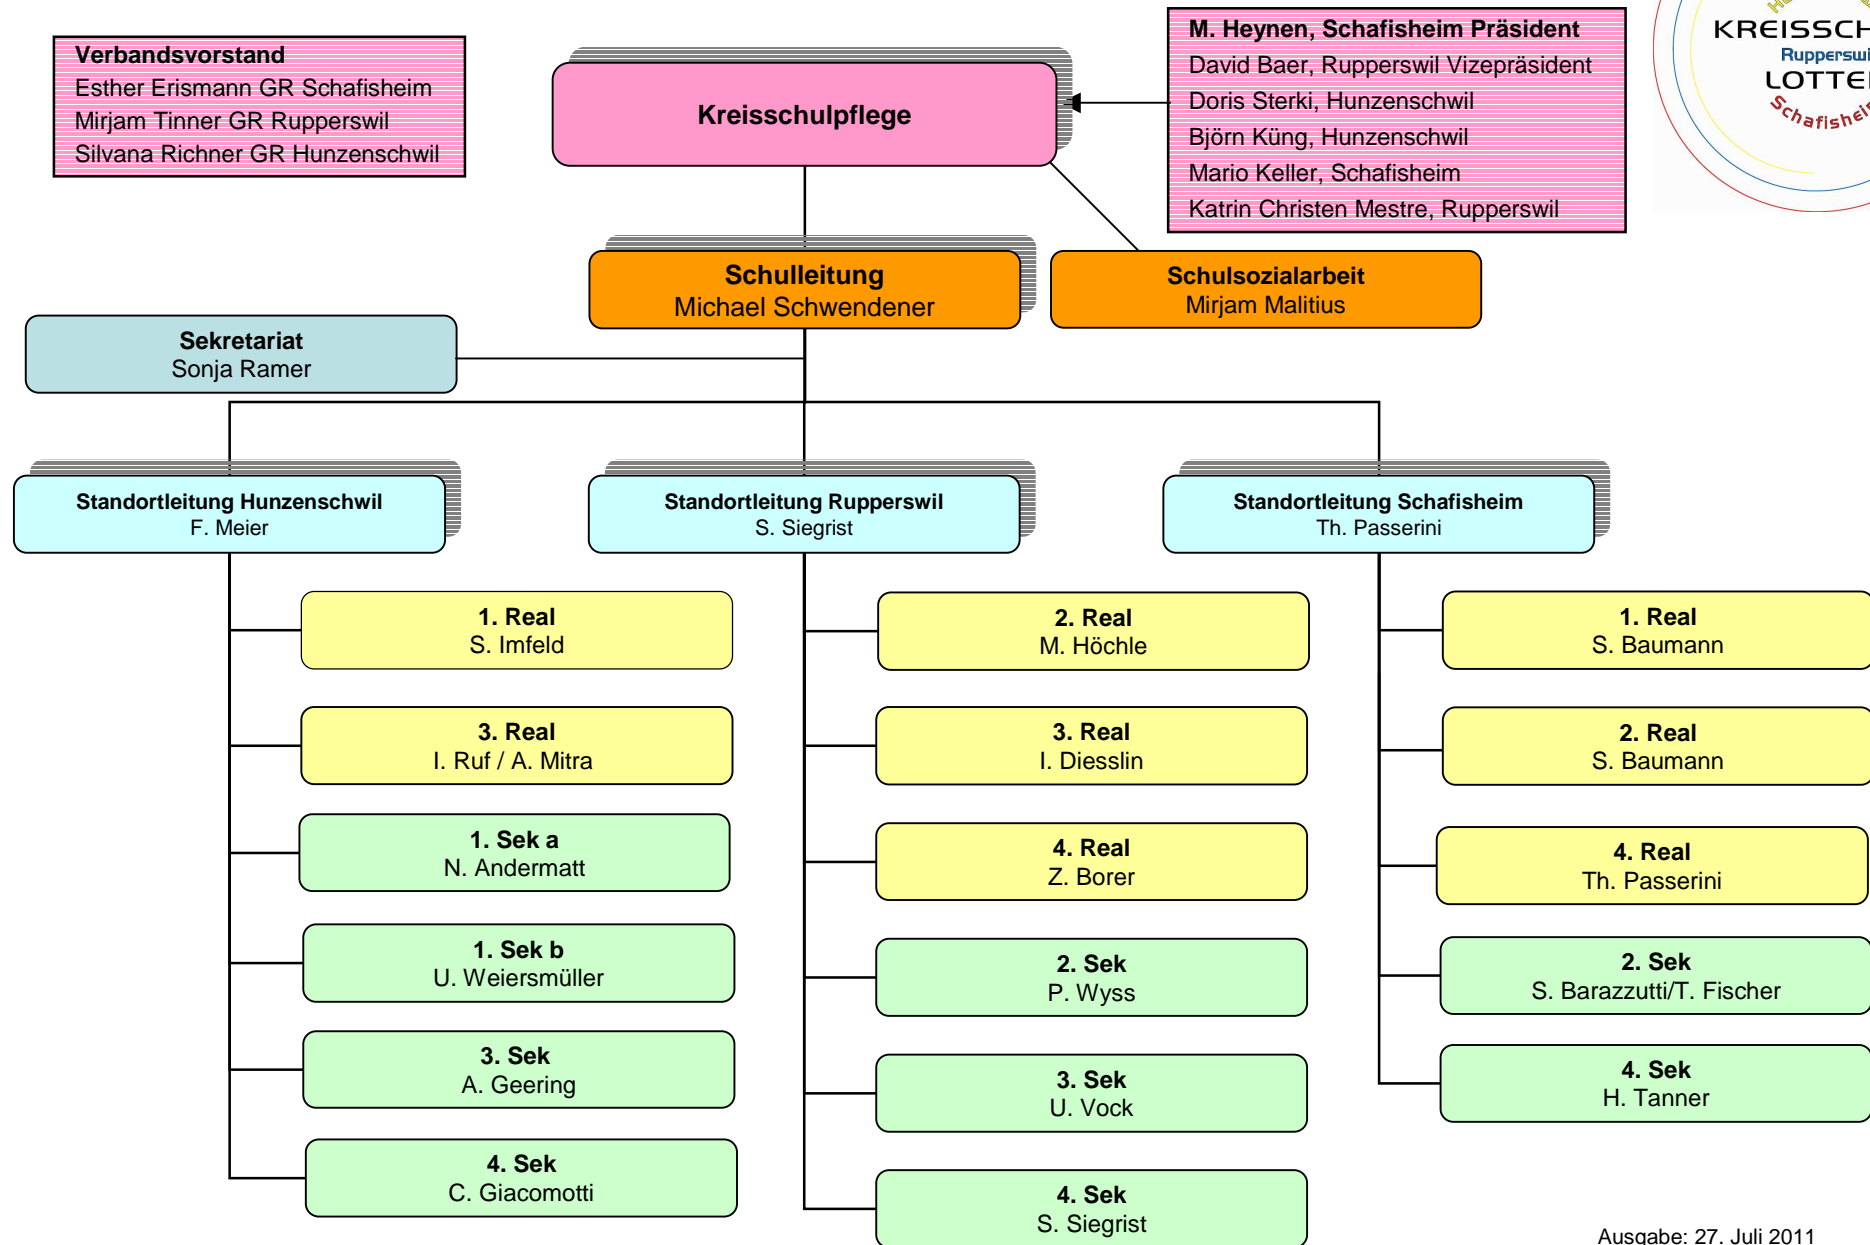 Verbandsvorstand
Esther Erismann GR Schafisheim
Mirjam Tinner GR Rupperswil
Silvana Richner GR Hunzenschwil
Kreisschulpflege
M. Heynen, Schafisheim Präsident
David Baer, Rupperswil Vizepräsident
Doris Sterki, Hunzenschwil
Björn Küng, Hunzenschwil
Mario Keller, Schafisheim
Katrin Christen Mestre, Rupperswil
Schulleitung
Michael Schwendener
Schulsozialarbeit
Mirjam Malitius
Sekretariat
Sonja Ramer
Standortleitung Hunzenschwil
F. Meier
Standortleitung Rupperswil
S. Siegrist
Standortleitung Schafisheim
Th. Passerini
1. Real
S. Imfeld
3. Real
I. Ruf / A. Mitra
1. Sek a
N. Andermatt
1. Sek b
U. Weiersmüller
3. Sek
A. Geering
4. Sek
C. Giacomotti
2. Real
M. Höchle
3. Real
I. Diesslin
4. Real
Z. Borer
2. Sek
P. Wyss
3. Sek
U. Vock
4. Sek
S. Siegrist
1. Real
S. Baumann
2. Real
S. Baumann
4. Real
Th. Passerini
2. Sek
S. Barazzutti/T. Fischer
4. Sek
H. Tanner
Ausgabe: 27. Juli 2011